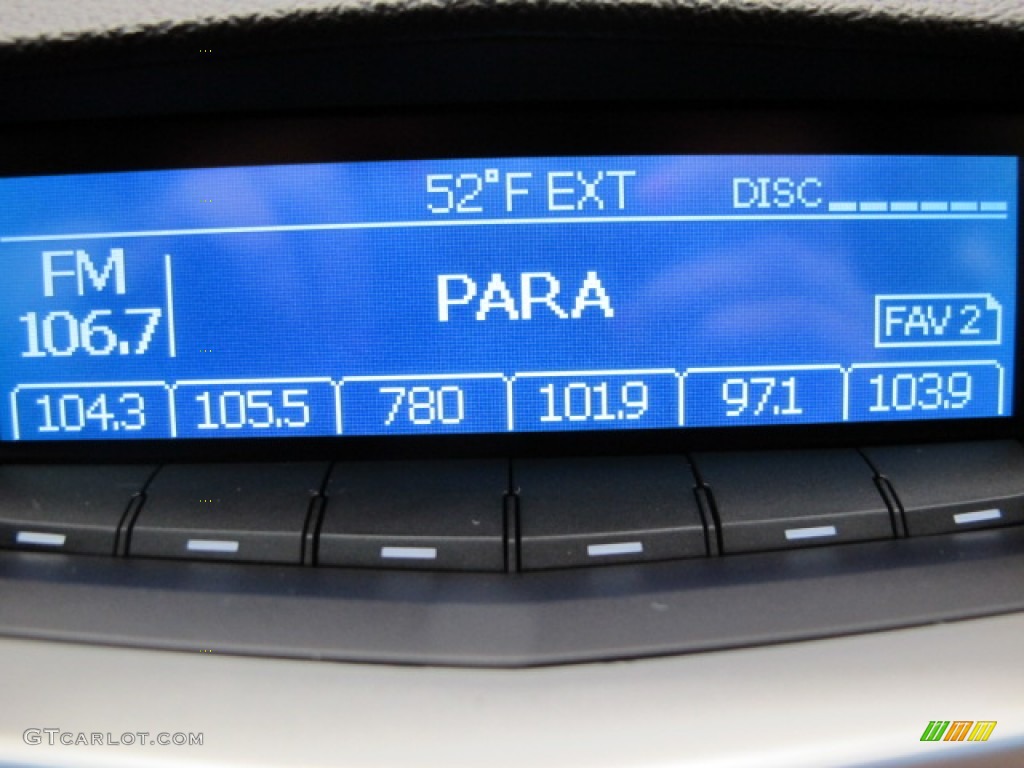 52°F EXT DISC
FM
106.7
PARA
FAV 2
104.3 105.5 780 101.9 97.1 103.9
GTCARLOT.COM